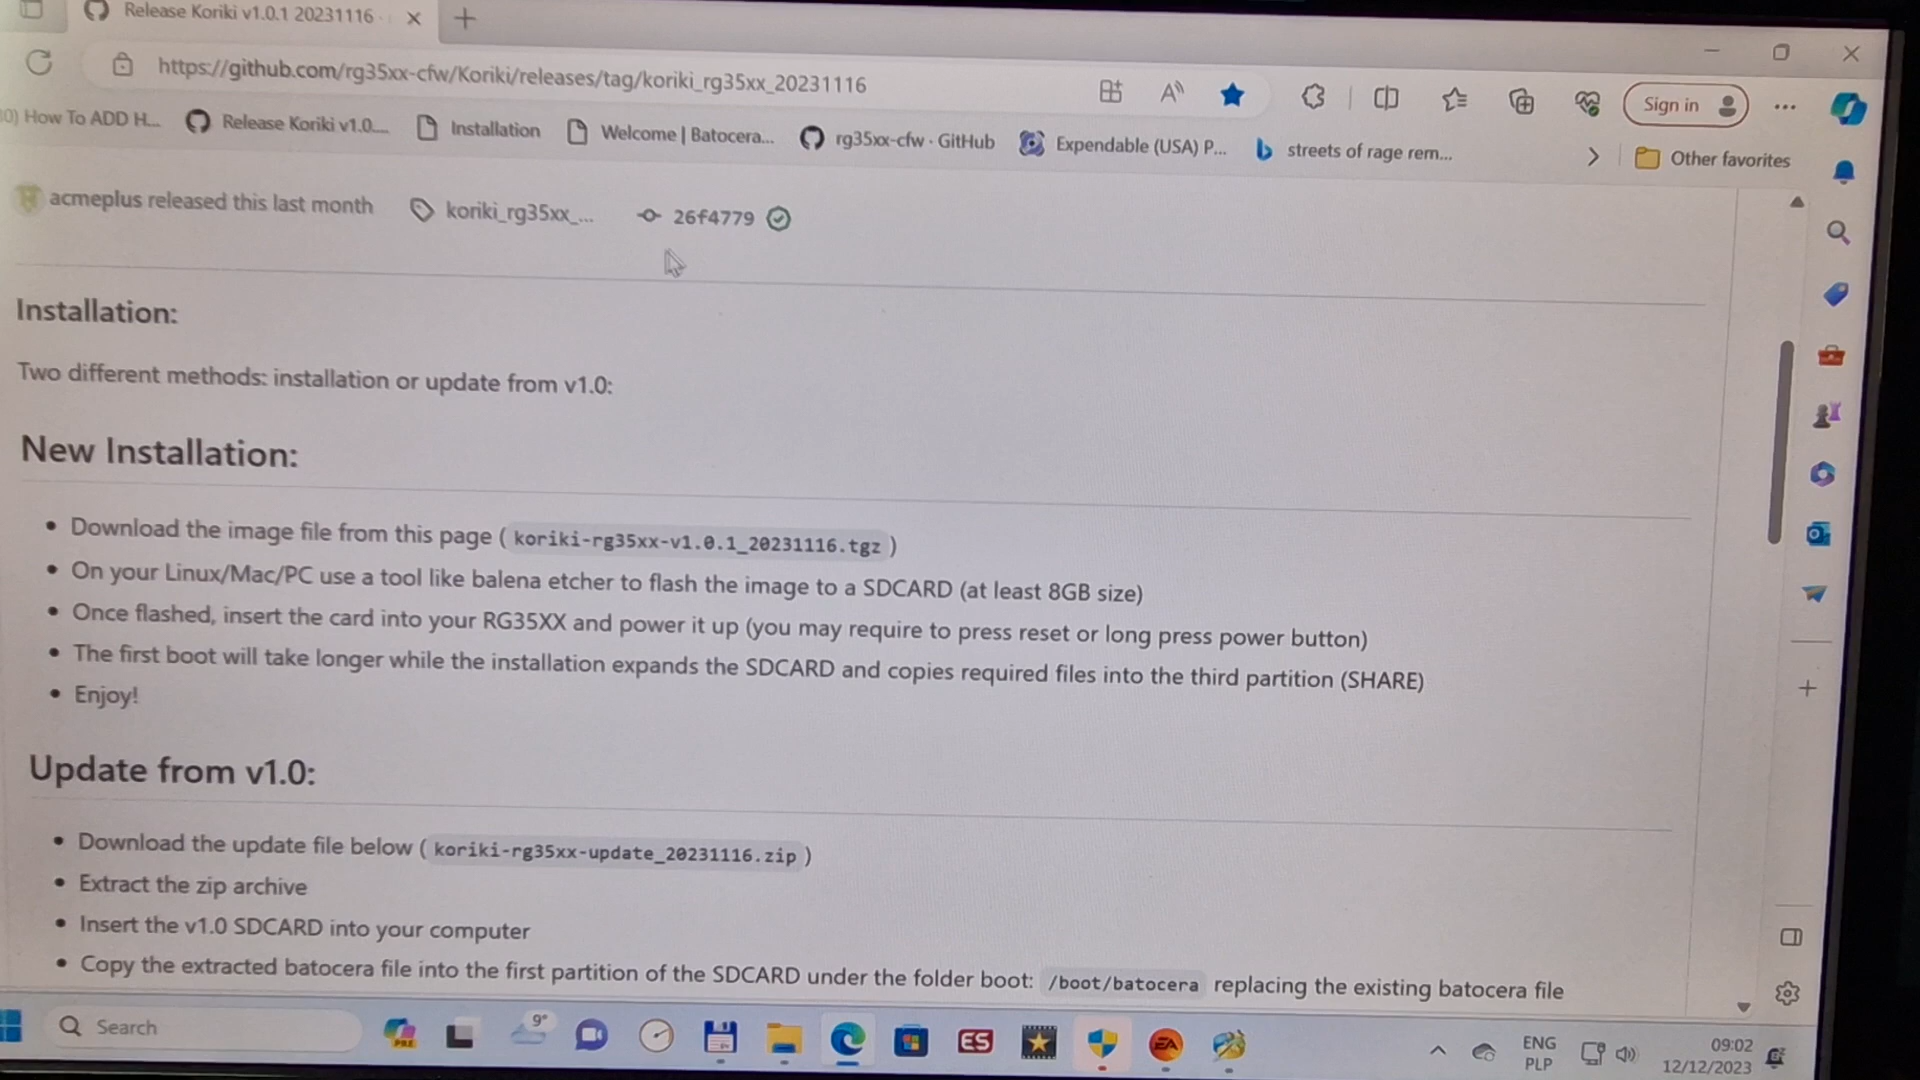 Release Koriki v1.0.1 20231116 ·
https://github.com/rg35xx-cfw/Koriki/releases/tag/koriki_rg35xx_20231116
Sign in
How To ADD H...
Release Koriki v1.0....
Installation
Welcome | Batocera...
rg35xx-cfw · GitHub
Expendable (USA) P...
streets of rage rem...
Other favorites
acmeplus released this last month
koriki_rg35xx_...
26f4779
Installation:
Two different methods: installation or update from v1.0:
New Installation:
• Download the image file from this page ( koriki-rg35xx-v1.0.1_20231116.tgz )
• On your Linux/Mac/PC use a tool like balena etcher to flash the image to a SDCARD (at least 8GB size)
• Once flashed, insert the card into your RG35XX and power it up (you may require to press reset or long press power button)
• The first boot will take longer while the installation expands the SDCARD and copies required files into the third partition (SHARE)
• Enjoy!
Update from v1.0:
• Download the update file below ( koriki-rg35xx-update_20231116.zip )
• Extract the zip archive
• Insert the v1.0 SDCARD into your computer
• Copy the extracted batocera file into the first partition of the SDCARD under the folder boot: /boot/batocera replacing the existing batocera file
Search
PRE
9°
ES
EA
ENG
PLP
09:02
12/12/2023